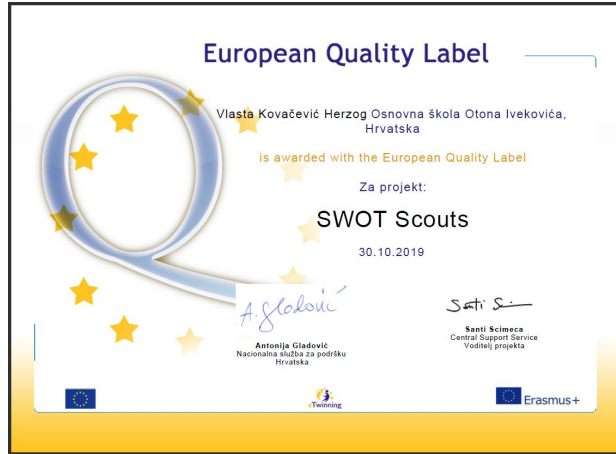 European Quality Label
Vlasta Kovačević Herzog Osnovna škola Otona Ivekovića,
Hrvatska
is awarded with the European Quality Label
Za projekt:
SWOT Scouts
30.10.2019
A. Gladović
Antonija Gladović
Nacionalna služba za podršku
Hrvatska
Santi Scimeca
Central Support Service
Voditelj projekta
eTwinning
Erasmus+